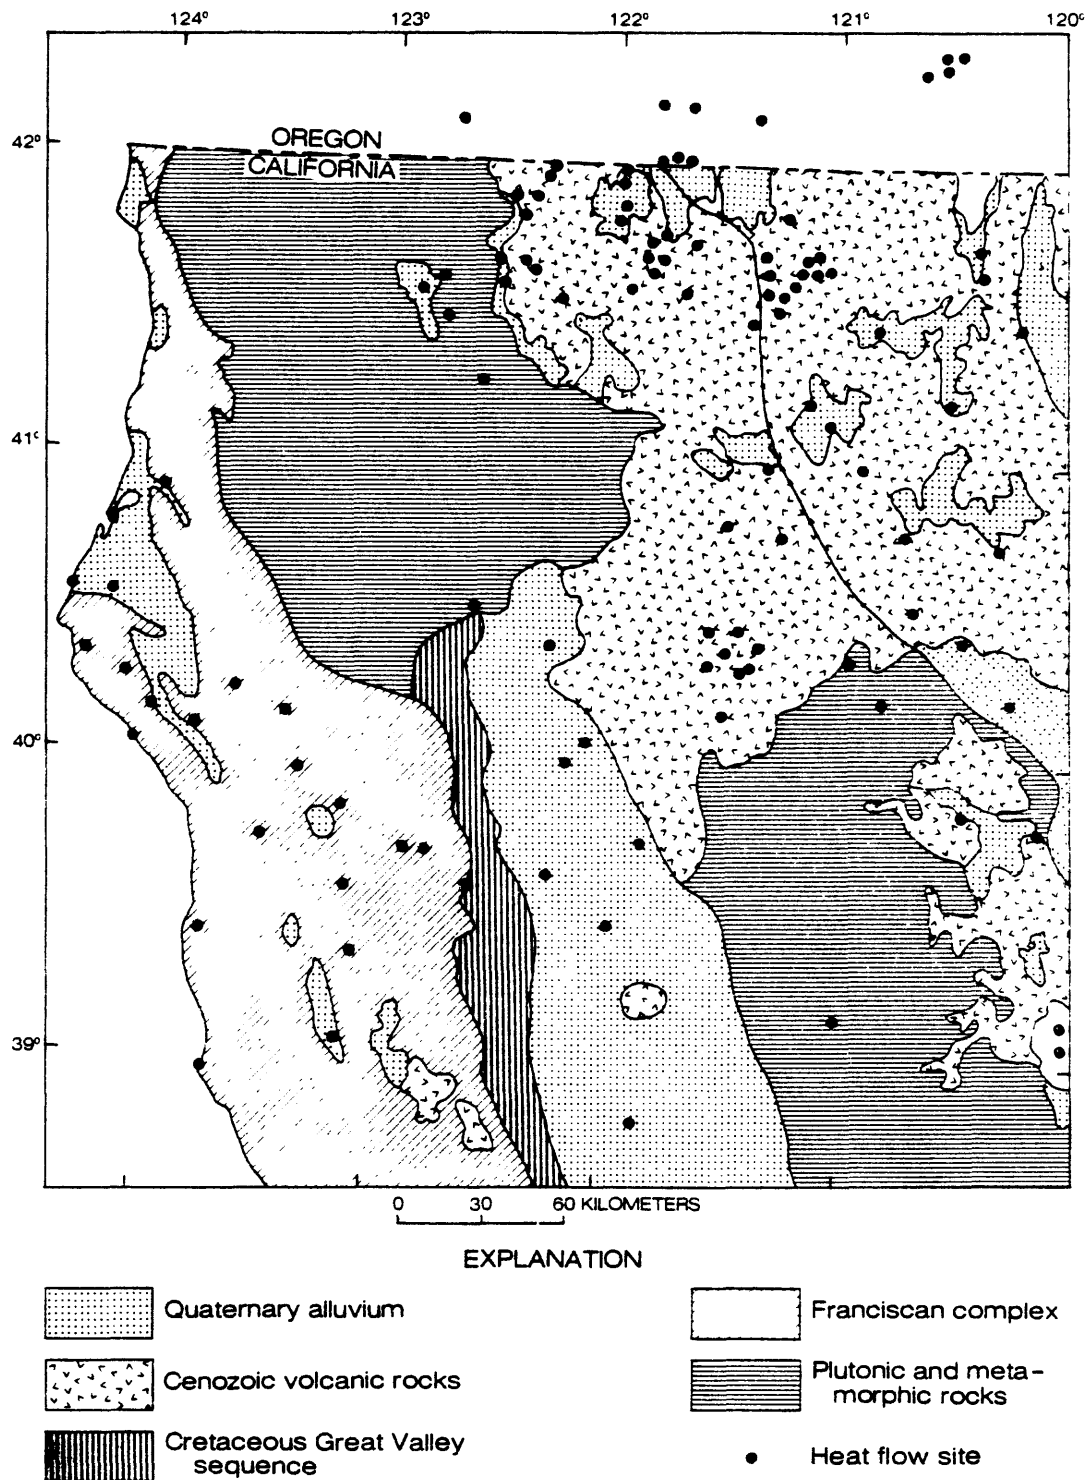 124° 123° 122° 121° 120°
42°
OREGON
CALIFORNIA
41°
40°
39°
0 30 60 KILOMETERS
EXPLANATION
Quaternary alluvium
Franciscan complex
Cenozoic volcanic rocks
Plutonic and meta-
morphic rocks
Cretaceous Great Valley
sequence
Heat flow site